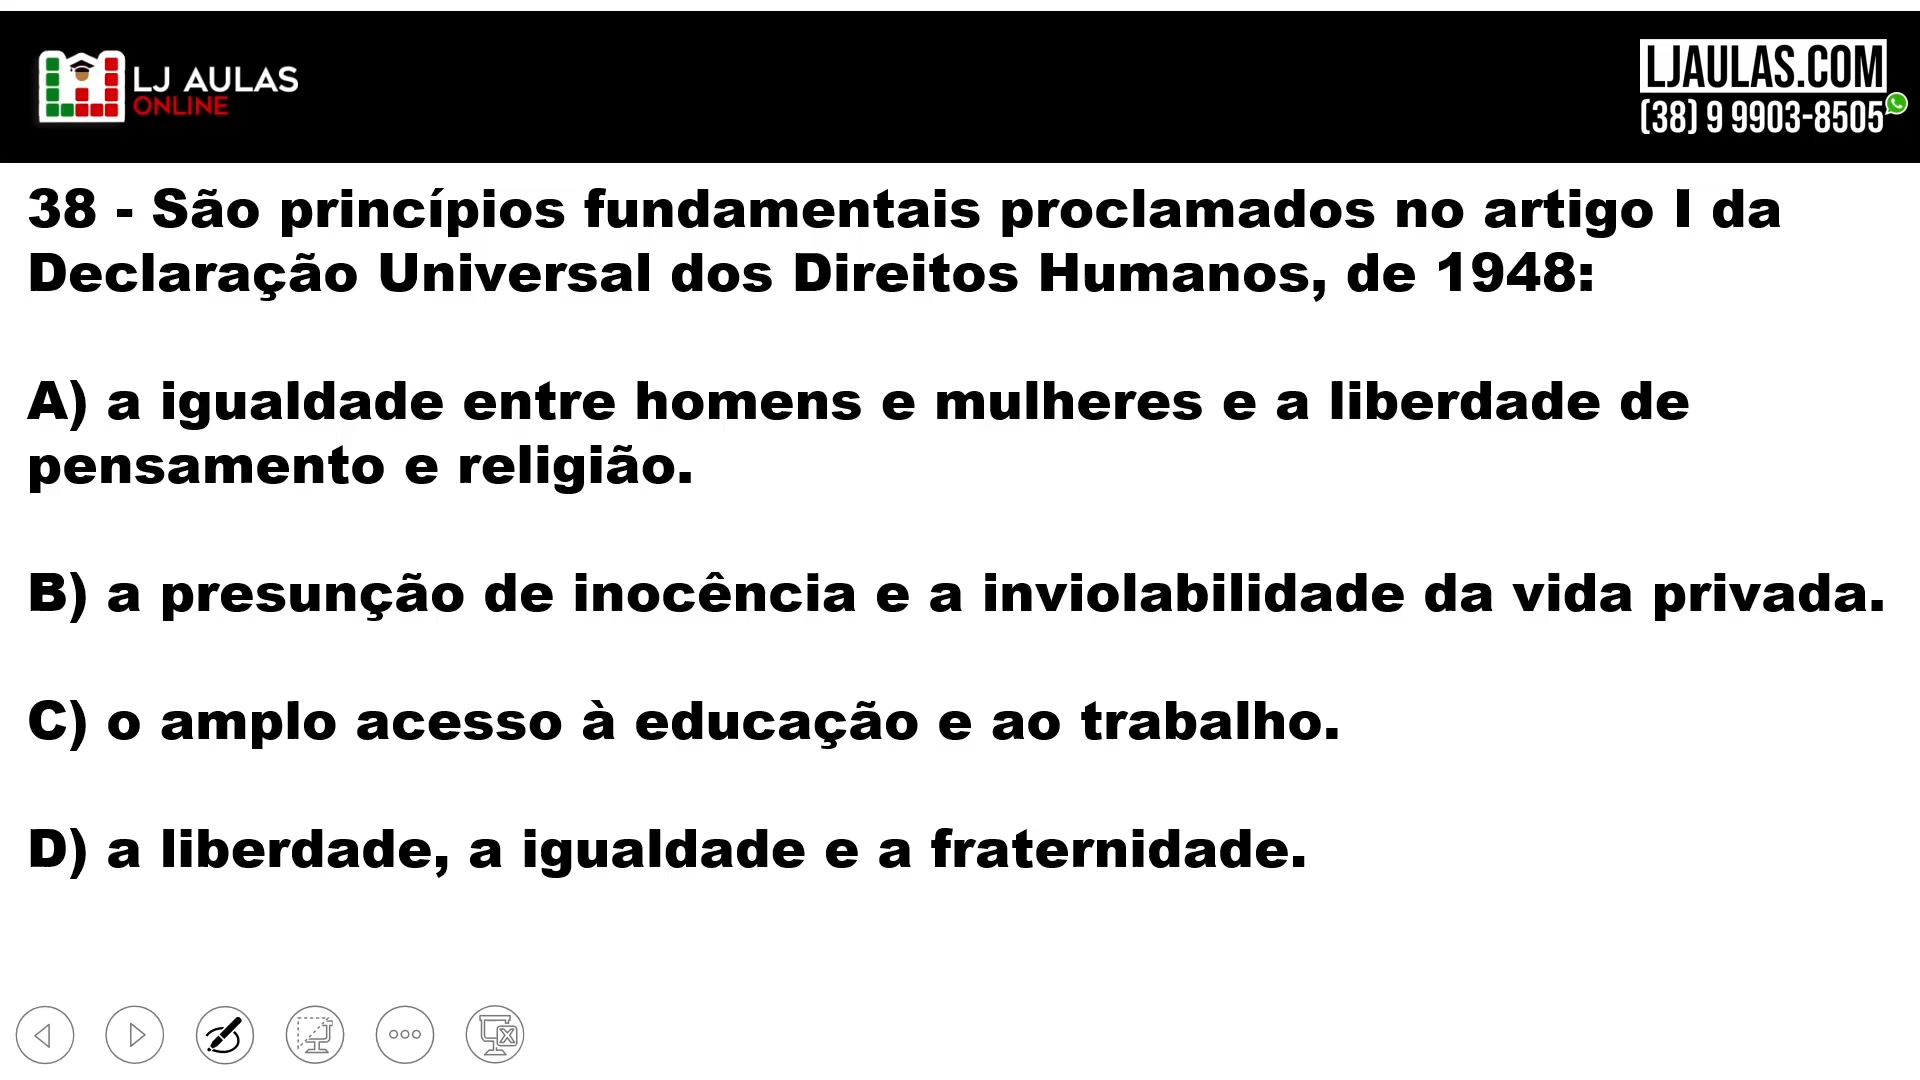 LJ AULAS
ONLINE
LJAULAS.COM
(38) 9 9903-8505
38 - São princípios fundamentais proclamados no artigo I da
Declaração Universal dos Direitos Humanos, de 1948:
A) a igualdade entre homens e mulheres e a liberdade de
pensamento e religião.
B) a presunção de inocência e a inviolabilidade da vida privada.
C) o amplo acesso à educação e ao trabalho.
D) a liberdade, a igualdade e a fraternidade.